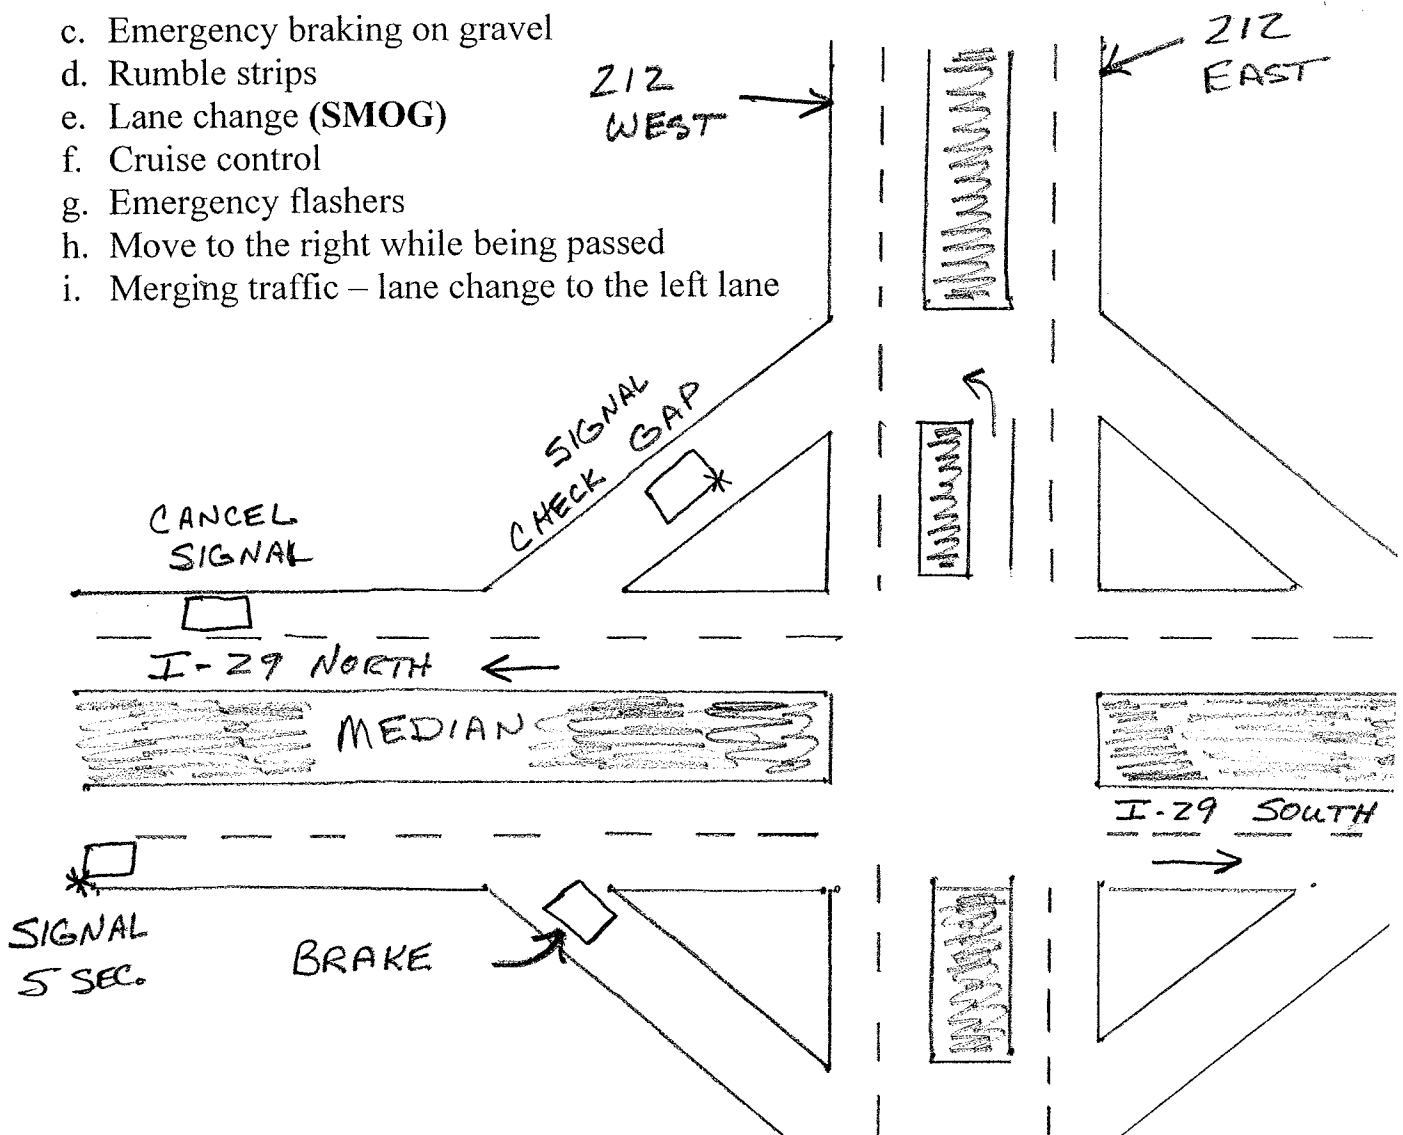 c. Emergency braking on gravel
d. Rumble strips
e. Lane change (SMOG)
f. Cruise control
g. Emergency flashers
h. Move to the right while being passed
i. Merging traffic – lane change to the left lane
212
WEST
212
EAST
SIGNAL
CHECK GAP
CANCEL
SIGNAL
I-29 NORTH
MEDIAN
I-29 SOUTH
SIGNAL
5 SEC.
BRAKE